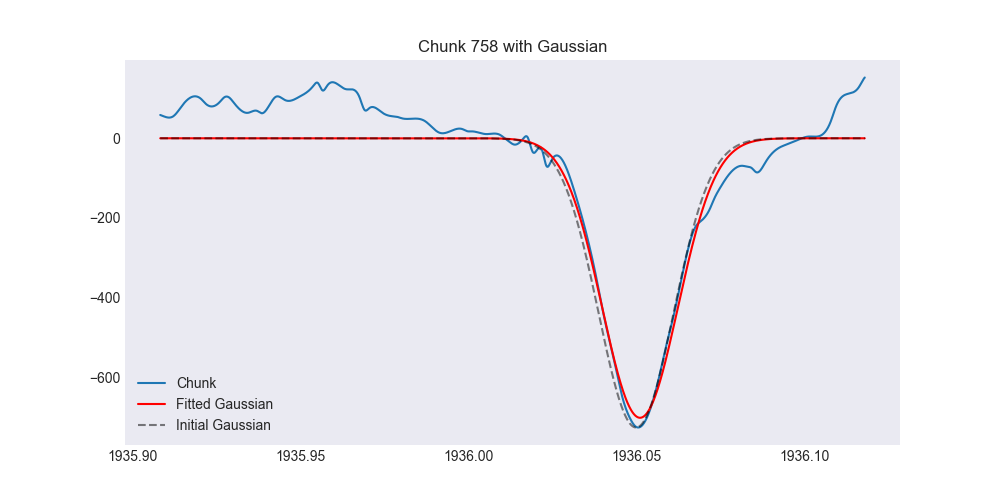 Chunk 758 with Gaussian
0
−200
−400
−600
Chunk
Fitted Gaussian
Initial Gaussian
1935.90 1935.95 1936.00 1936.05 1936.10